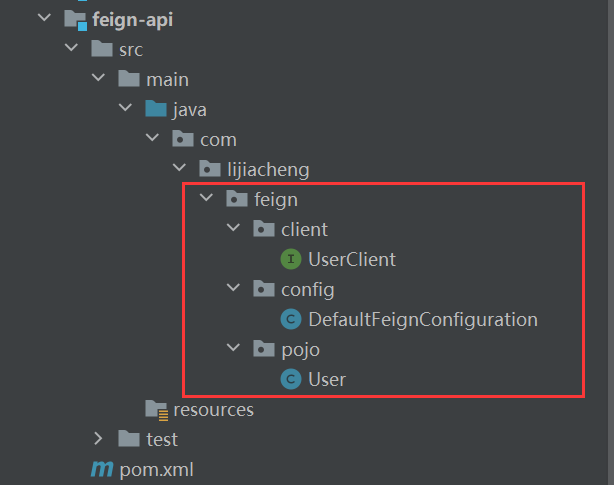 feign-api
src
main
java
com
lijiacheng
feign
client
I UserClient
config
C DefaultFeignConfiguration
pojo
C User
resources
test
m pom.xml